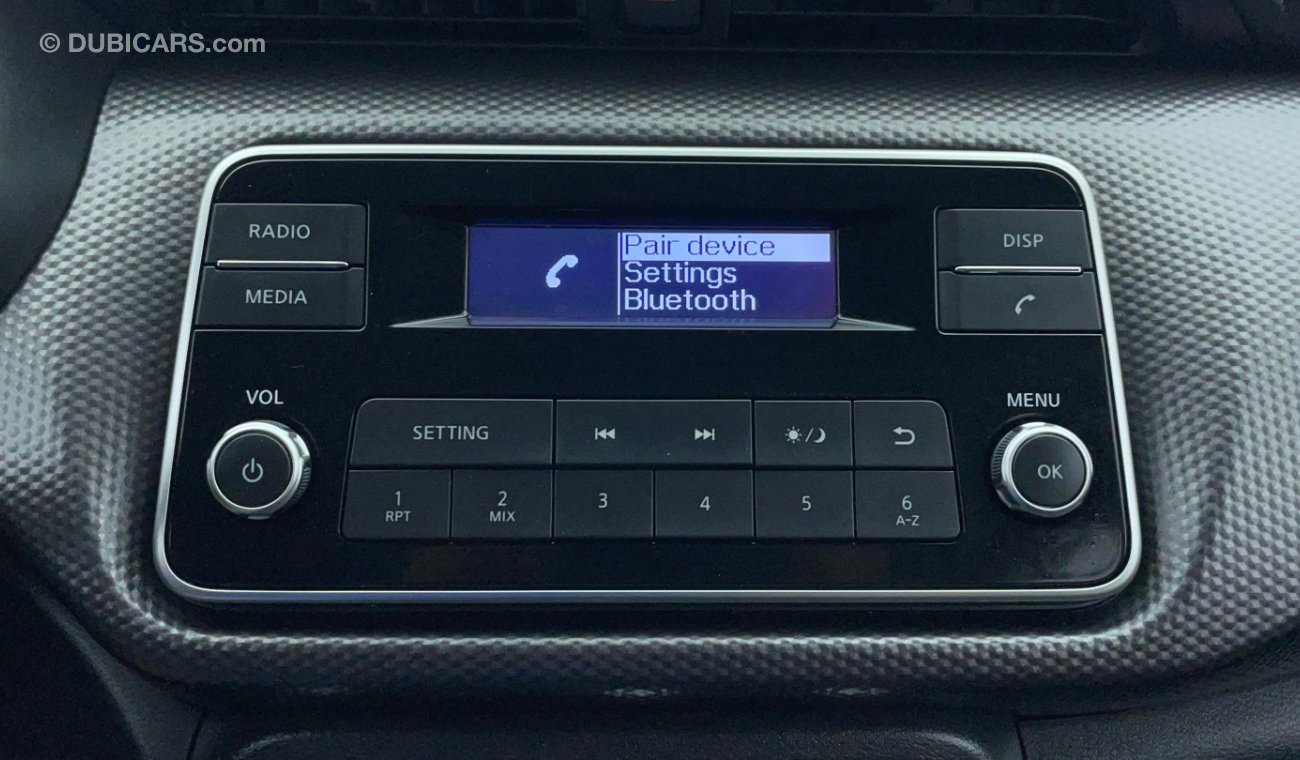 © DUBICARS.com
RADIO
MEDIA
Pair device
Settings
Bluetooth
DISP
VOL
MENU
SETTING
OK
1
RPT
2
MIX
3
4
5
6
A-Z